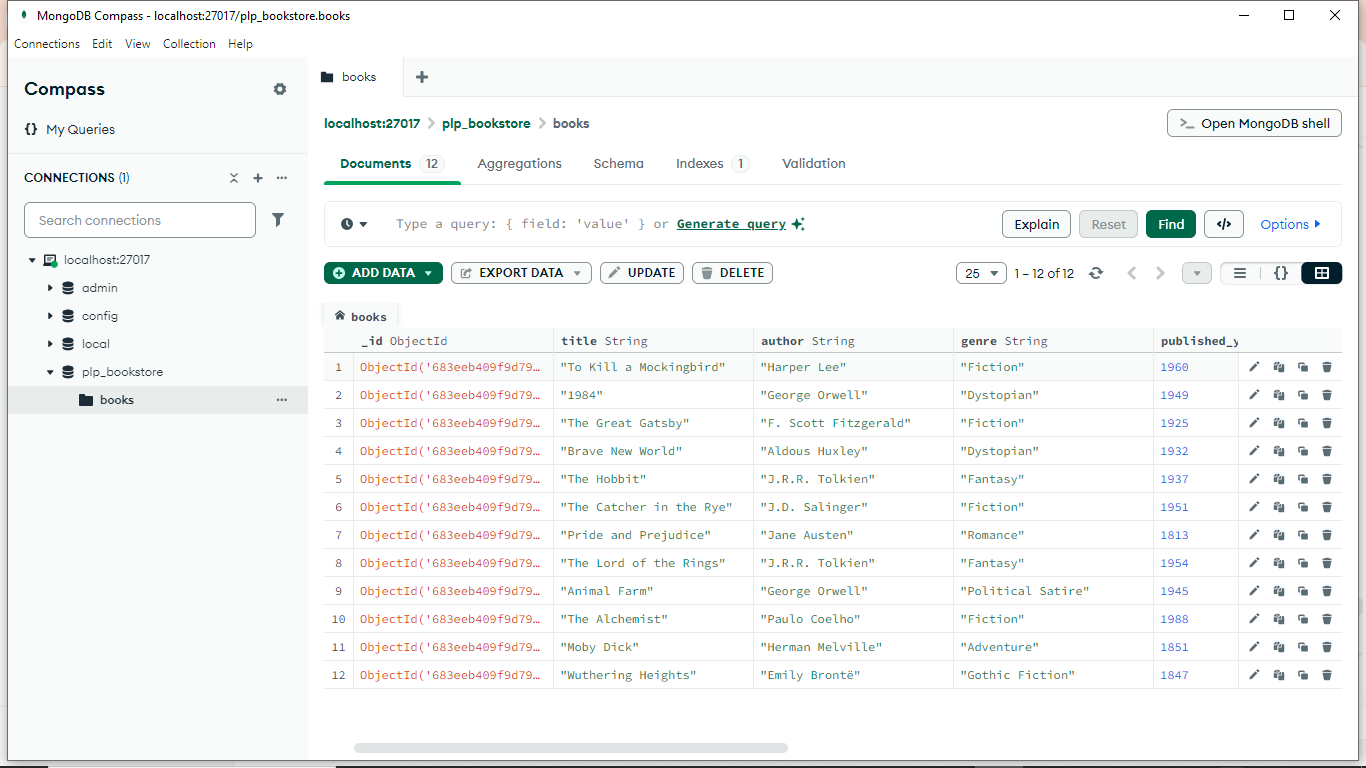 MongoDB Compass - localhost:27017/plp_bookstore.books
Connections Edit View Collection Help
Compass
{} My Queries
CONNECTIONS (1)
Search connections
localhost:27017
admin
config
local
plp_bookstore
books
books
localhost:27017 > plp_bookstore > books
>_ Open MongoDB shell
Documents 12 Aggregations Schema Indexes 1 Validation
Type a query: { field: 'value' } or Generate query
Explain Reset Find </> Options
ADD DATA EXPORT DATA UPDATE DELETE
25 1 – 12 of 12 {}
books
_id ObjectId title String author String genre String published_y
1 ObjectId('683eeb409f9d79… "To Kill a Mockingbird" "Harper Lee" "Fiction" 1960
2 ObjectId('683eeb409f9d79… "1984" "George Orwell" "Dystopian" 1949
3 ObjectId('683eeb409f9d79… "The Great Gatsby" "F. Scott Fitzgerald" "Fiction" 1925
4 ObjectId('683eeb409f9d79… "Brave New World" "Aldous Huxley" "Dystopian" 1932
5 ObjectId('683eeb409f9d79… "The Hobbit" "J.R.R. Tolkien" "Fantasy" 1937
6 ObjectId('683eeb409f9d79… "The Catcher in the Rye" "J.D. Salinger" "Fiction" 1951
7 ObjectId('683eeb409f9d79… "Pride and Prejudice" "Jane Austen" "Romance" 1813
8 ObjectId('683eeb409f9d79… "The Lord of the Rings" "J.R.R. Tolkien" "Fantasy" 1954
9 ObjectId('683eeb409f9d79… "Animal Farm" "George Orwell" "Political Satire" 1945
10 ObjectId('683eeb409f9d79… "The Alchemist" "Paulo Coelho" "Fiction" 1988
11 ObjectId('683eeb409f9d79… "Moby Dick" "Herman Melville" "Adventure" 1851
12 ObjectId('683eeb409f9d79… "Wuthering Heights" "Emily Brontë" "Gothic Fiction" 1847